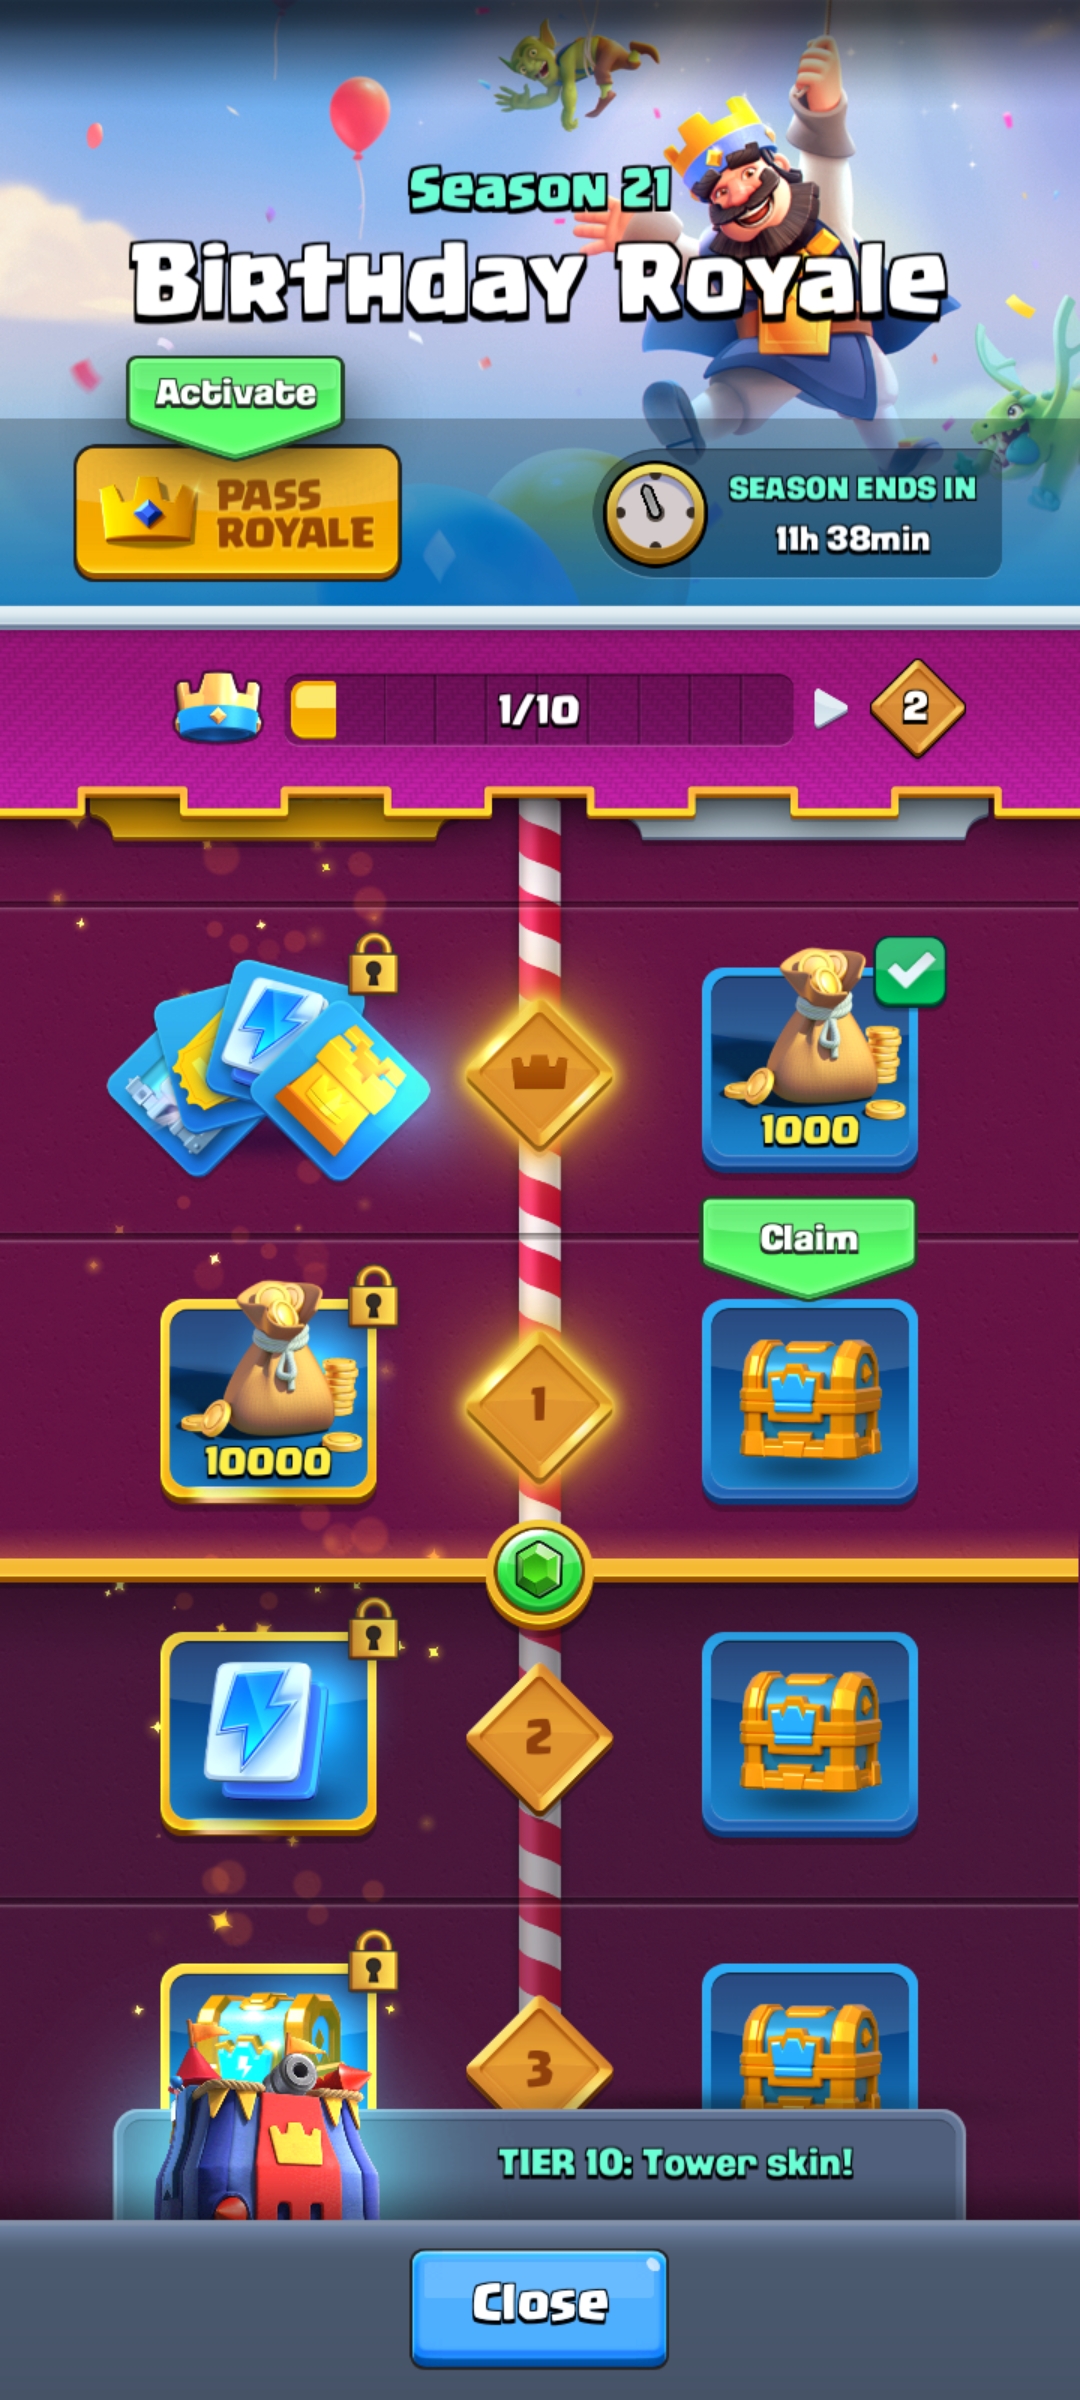 Season 21
Birthday Royale
Activate
PASS
ROYALE
SEASON ENDS IN
11h 38min
1/10
2
1000
Claim
10000
1
2
3
TIER 10: Tower skin!
Close